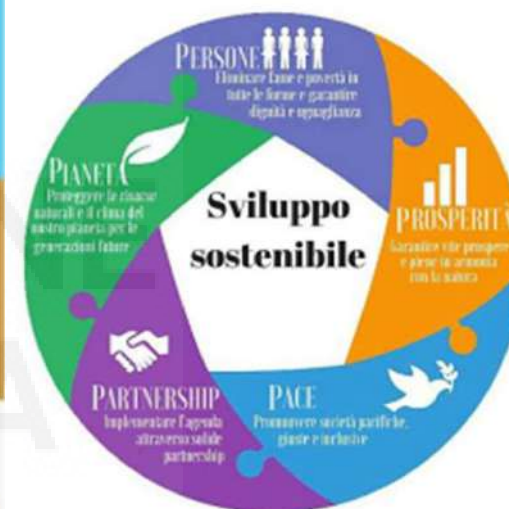 PERSONE
Eliminare fame e povertà in
tutte le forme e garantire
dignità e uguaglianza
PIANETA
Proteggere le risorse
naturali e il clima del
nostro pianeta per le
generazioni future
Sviluppo
sostenibile
PROSPERITÀ
Garantire vite prospere
e piene in armonia
con la natura
PARTNERSHIP
Implementare l'agenda
attraverso solide
partnership
PACE
Promuovere società pacifiche,
giuste e inclusive
NE
A